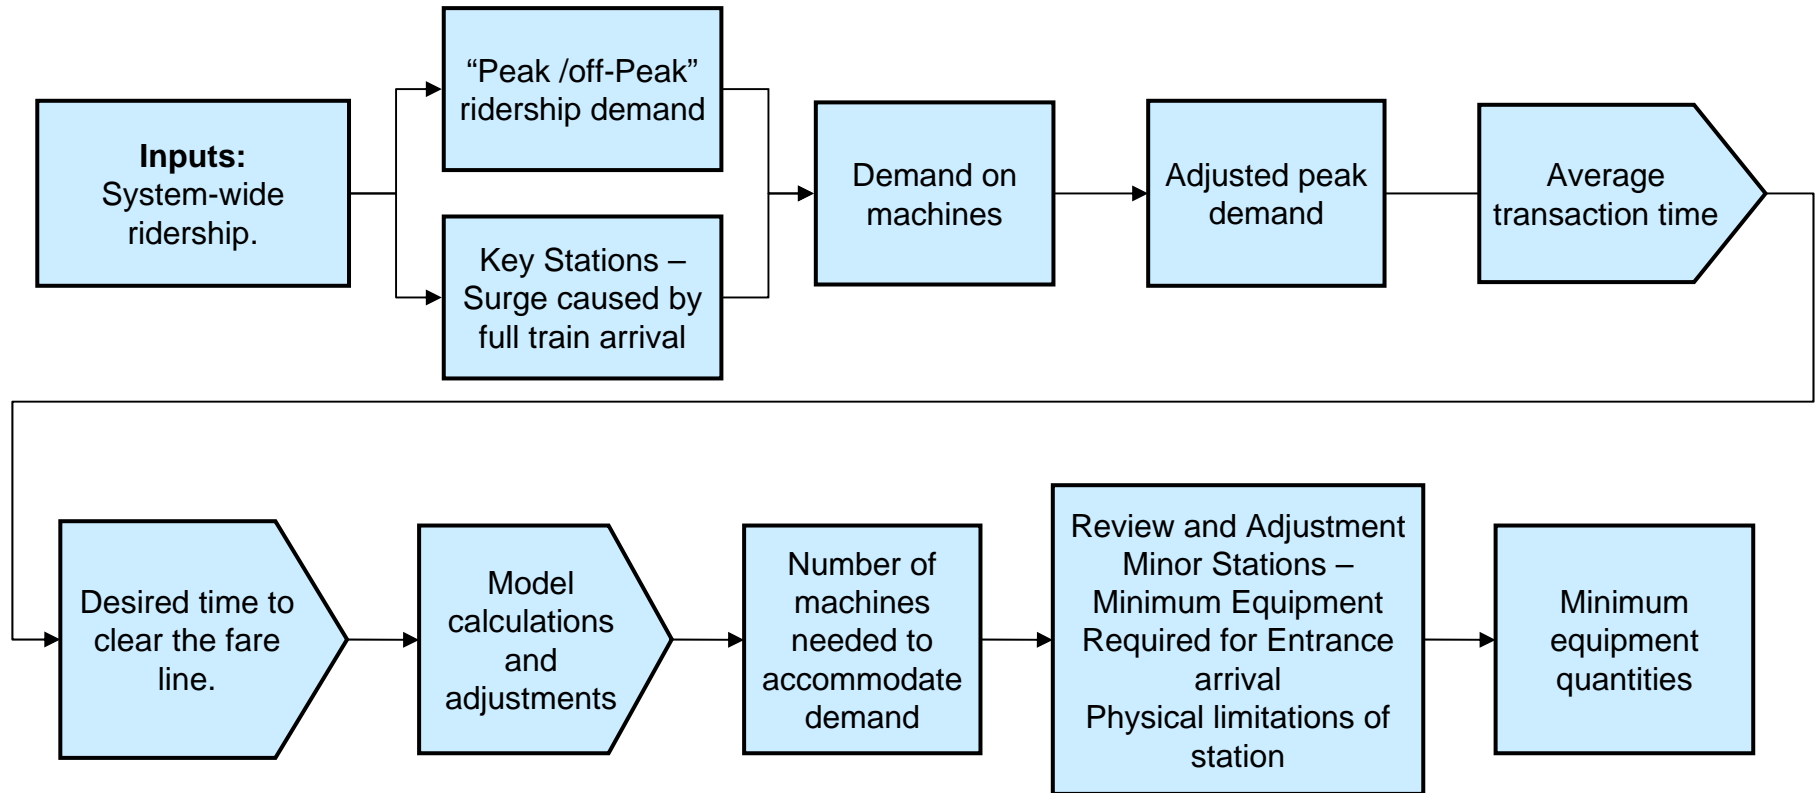 Inputs:
System-wide
ridership.
“Peak /off-Peak”
ridership demand
Key Stations –
Surge caused by
full train arrival
Demand on
machines
Adjusted peak
demand
Average
transaction time
Desired time to
clear the fare
line.
Model
calculations
and
adjustments
Number of
machines
needed to
accommodate
demand
Review and Adjustment
Minor Stations –
Minimum Equipment
Required for Entrance
arrival
Physical limitations of
station
Minimum
equipment
quantities